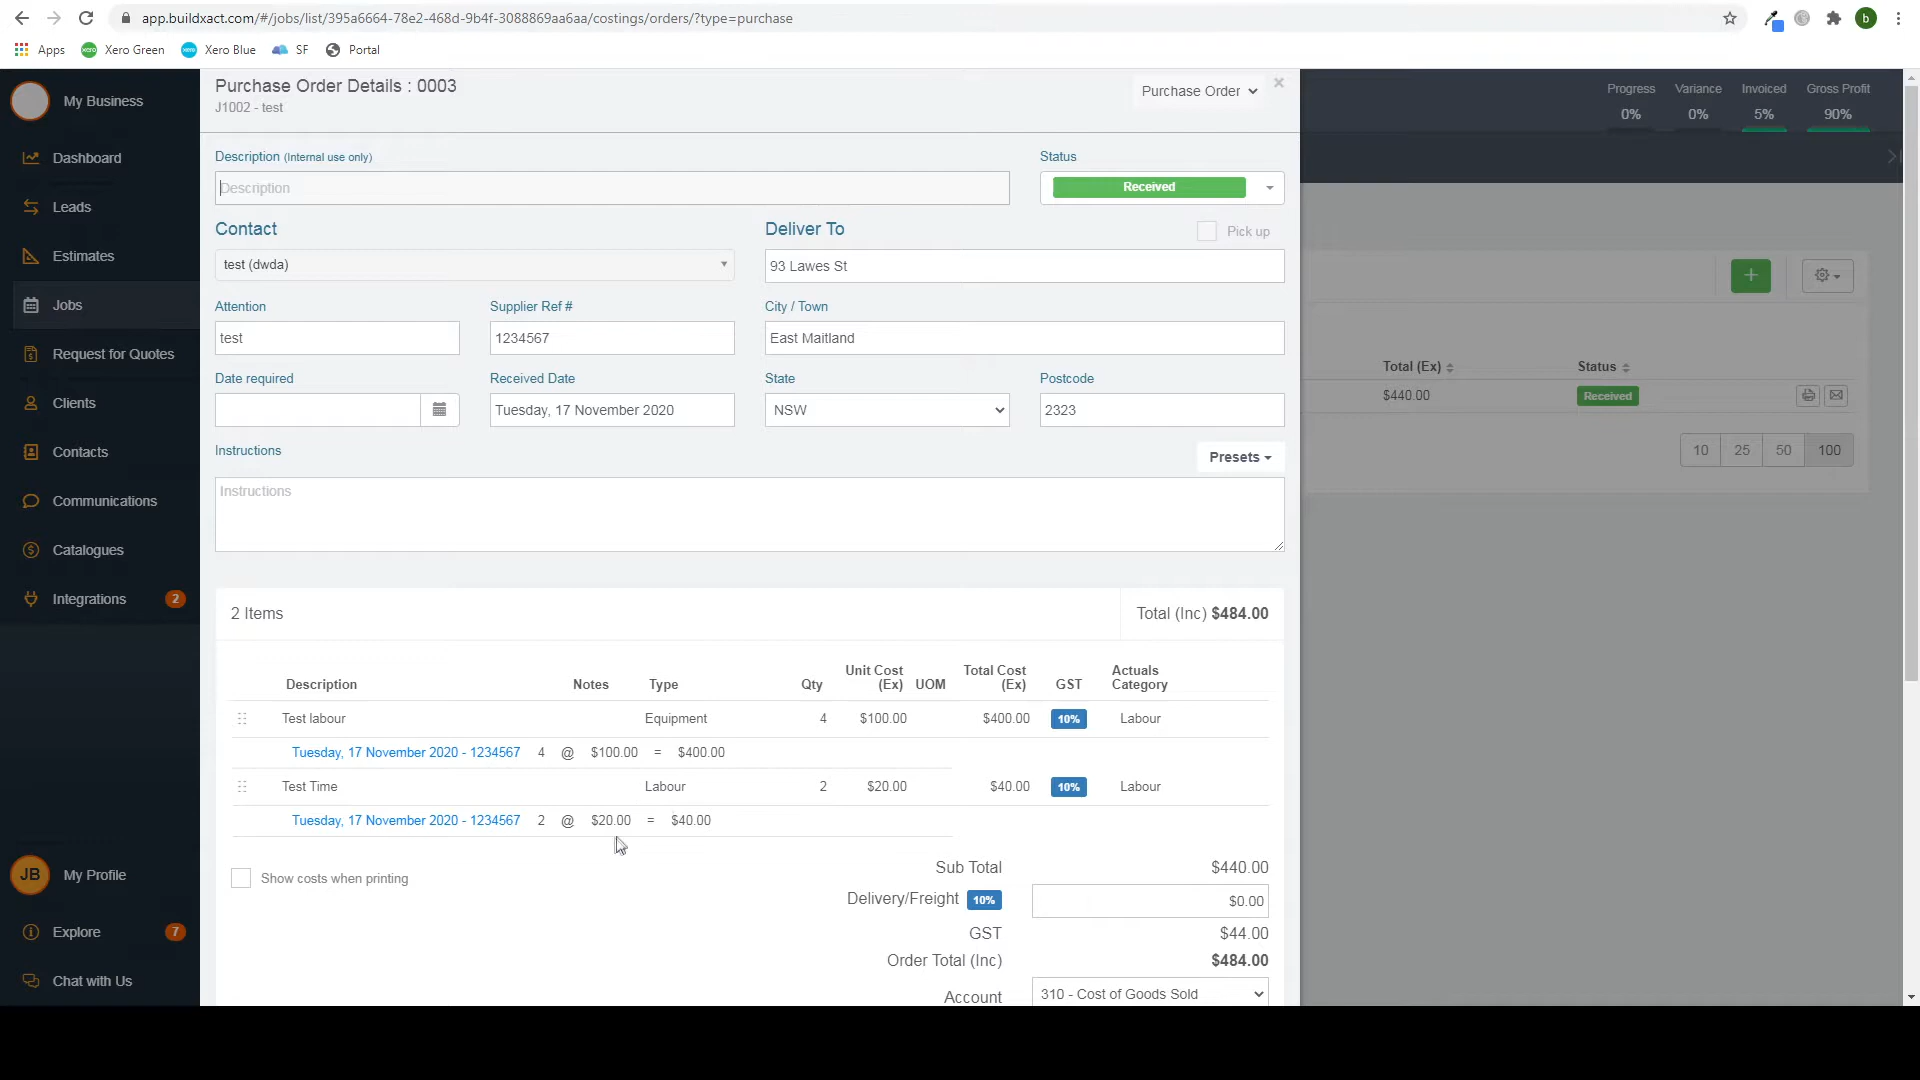 app.buildxact.com/#/jobs/list/395a6664-78e2-468d-9b4f-3088869aa6aa/costings/orders/?type=purchase
b
Apps
xero Xero Green
xero Xero Blue
SF
Portal
My Business
Dashboard
Leads
Estimates
Jobs
Request for Quotes
Clients
Contacts
Communications
Catalogues
Integrations 2
JB My Profile
Explore 7
Chat with Us
Purchase Order Details : 0003
J1002 - test
Purchase Order
×
Description (Internal use only)
Description
Status
Received
Contact
test (dwda)
Deliver To
Pick up
93 Lawes St
Attention
test
Supplier Ref #
1234567
City / Town
East Maitland
Date required
Received Date
Tuesday, 17 November 2020
State
NSW
Postcode
2323
Instructions
Presets
Instructions
2 Items
Total (Inc) $484.00
Description Notes Type Qty Unit Cost (Ex) UOM Total Cost (Ex) GST Actuals Category
Test labour Equipment 4 $100.00 $400.00 10% Labour
Tuesday, 17 November 2020 - 1234567 4 @ $100.00 = $400.00
Test Time Labour 2 $20.00 $40.00 10% Labour
Tuesday, 17 November 2020 - 1234567 2 @ $20.00 = $40.00
Show costs when printing
Sub Total $440.00
Delivery/Freight 10% $0.00
GST $44.00
Order Total (Inc) $484.00
Account 310 - Cost of Goods Sold
Progress Variance Invoiced Gross Profit
0% 0% 5% 90%
+
Total (Ex) Status
$440.00 Received
10 25 50 100